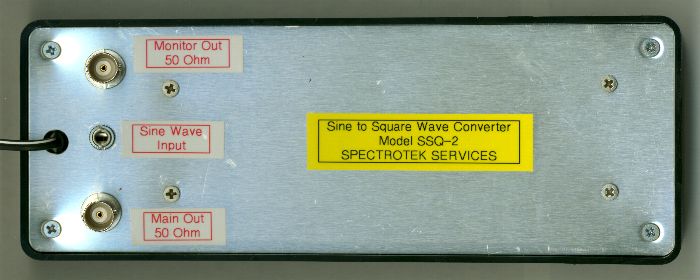 Monitor Out
50 Ohm
Sine Wave
Input
Sine to Square Wave Converter
Model SSQ-2
SPECTROTEK SERVICES
Main Out
50 Ohm